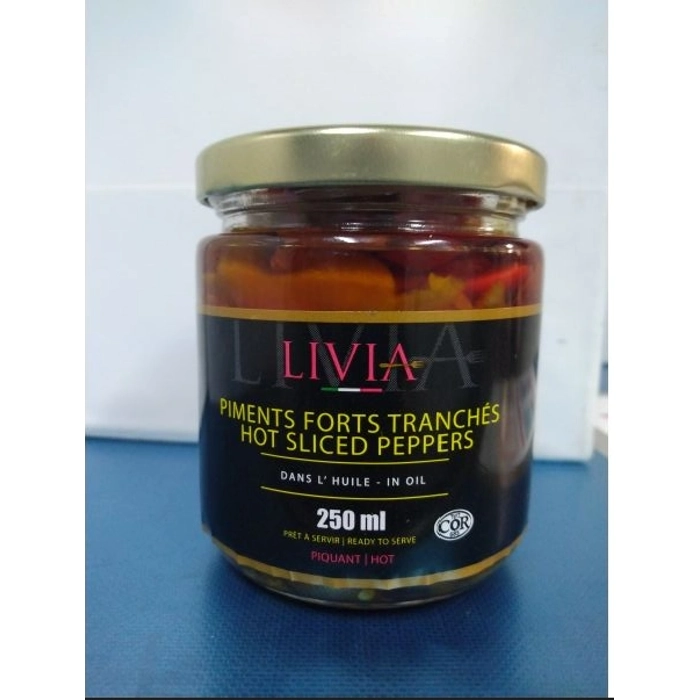 LIVIA
LIVIA
PIMENTS FORTS TRANCHÉS
HOT SLICED PEPPERS
DANS L' HUILE - IN OIL
250 ml
PRÊT À SERVIR | READY TO SERVE
COR
PIQUANT | HOT